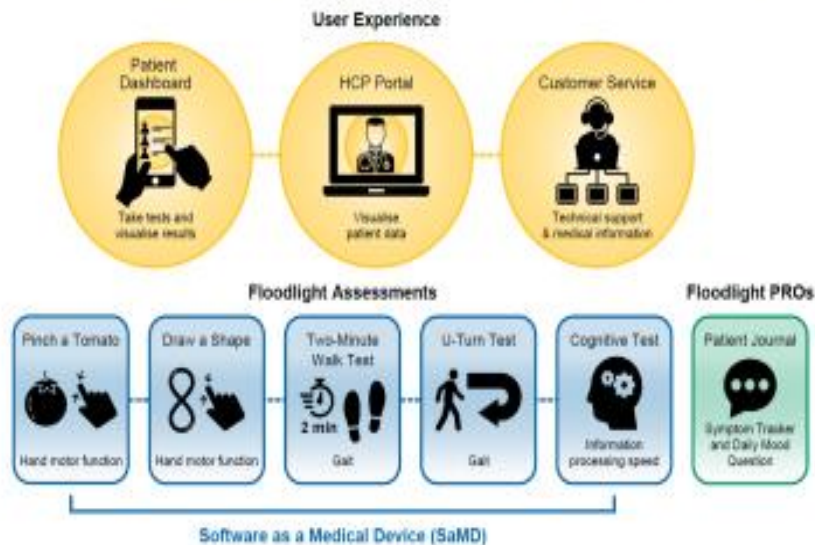 User Experience
Patient
Dashboard
Take tests and
visualise results
HCP Portal
Visualise
patient data
Customer Service
Technical support
& medical information
Floodlight Assessments
Floodlight PROs
Pinch a Tomato
Hand motor function
Draw a Shape
Hand motor function
Two-Minute
Walk Test
2 min
Gait
U-Turn Test
Gait
Cognitive Test
Information
processing speed
Patient Journal
Symptom Tracker
and Daily Mood
Question
Software as a Medical Device (SaMD)